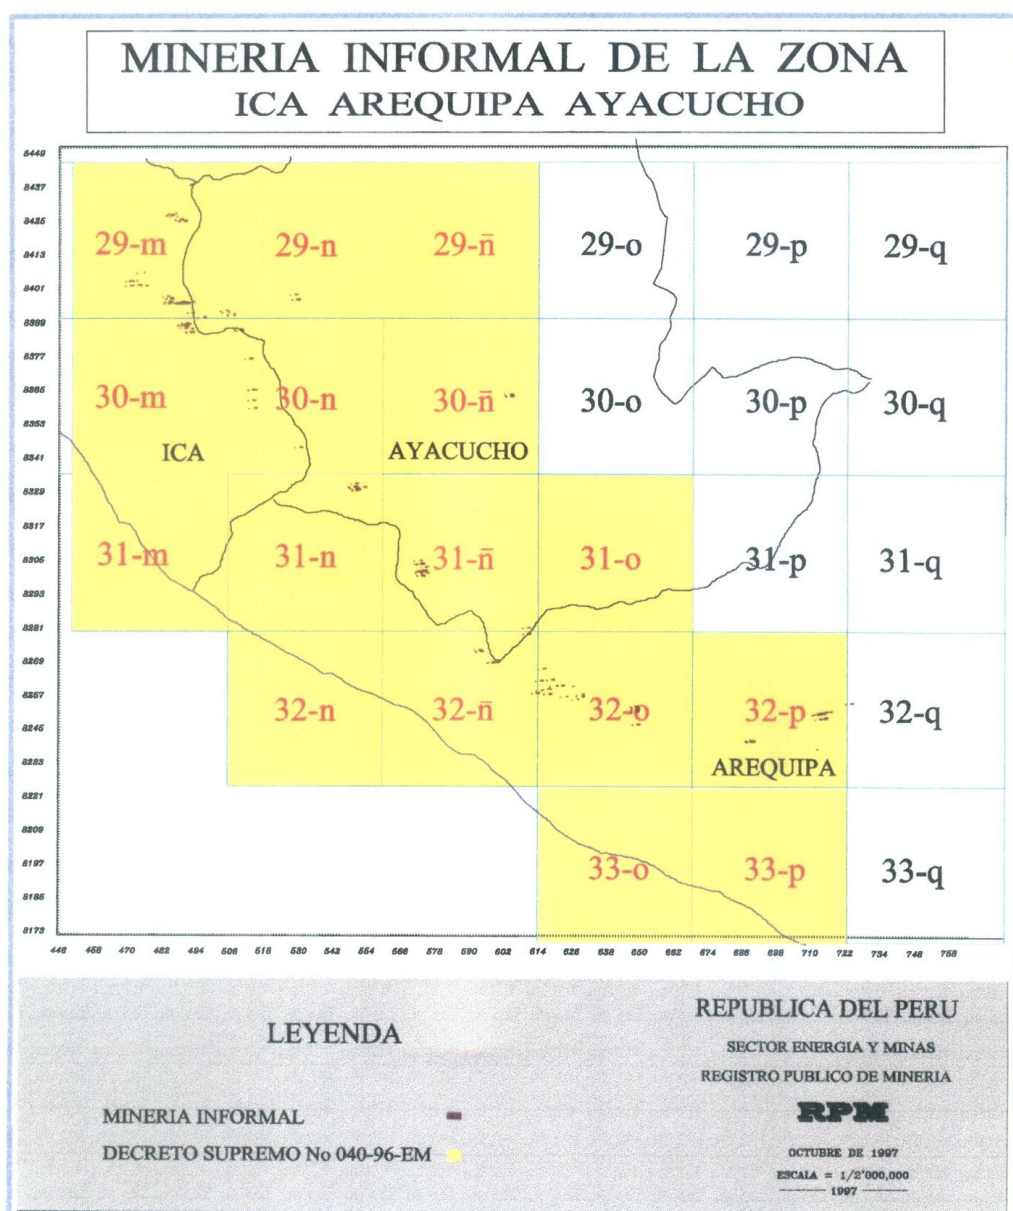 MINERIA INFORMAL DE LA ZONA
ICA AREQUIPA AYACUCHO
8449
8437
29-m 29-n 29-n̄ 29-o 29-p 29-q
8425
8413
8401
8389
8377
30-m 30-n 30-n̄ 30-o 30-p 30-q
8365
8353
ICA AYACUCHO
8341
8329
8317
31-m 31-n 31-n̄ 31-o 31-p 31-q
8305
8293
8281
8269
8257
32-n 32-n̄ 32-o 32-p 32-q
8245
AREQUIPA
8233
8221
8209
8197
33-o 33-p 33-q
8185
8173
446 458 470 482 494 506 518 530 542 554 566 578 590 602 614 626 638 650 662 674 686 698 710 722 734 746 758
LEYENDA
MINERIA INFORMAL
DECRETO SUPREMO No 040-96-EM
REPUBLICA DEL PERU
SECTOR ENERGIA Y MINAS
REGISTRO PUBLICO DE MINERIA
RPM
OCTUBRE DE 1997
ESCALA = 1/2'000,000
1997